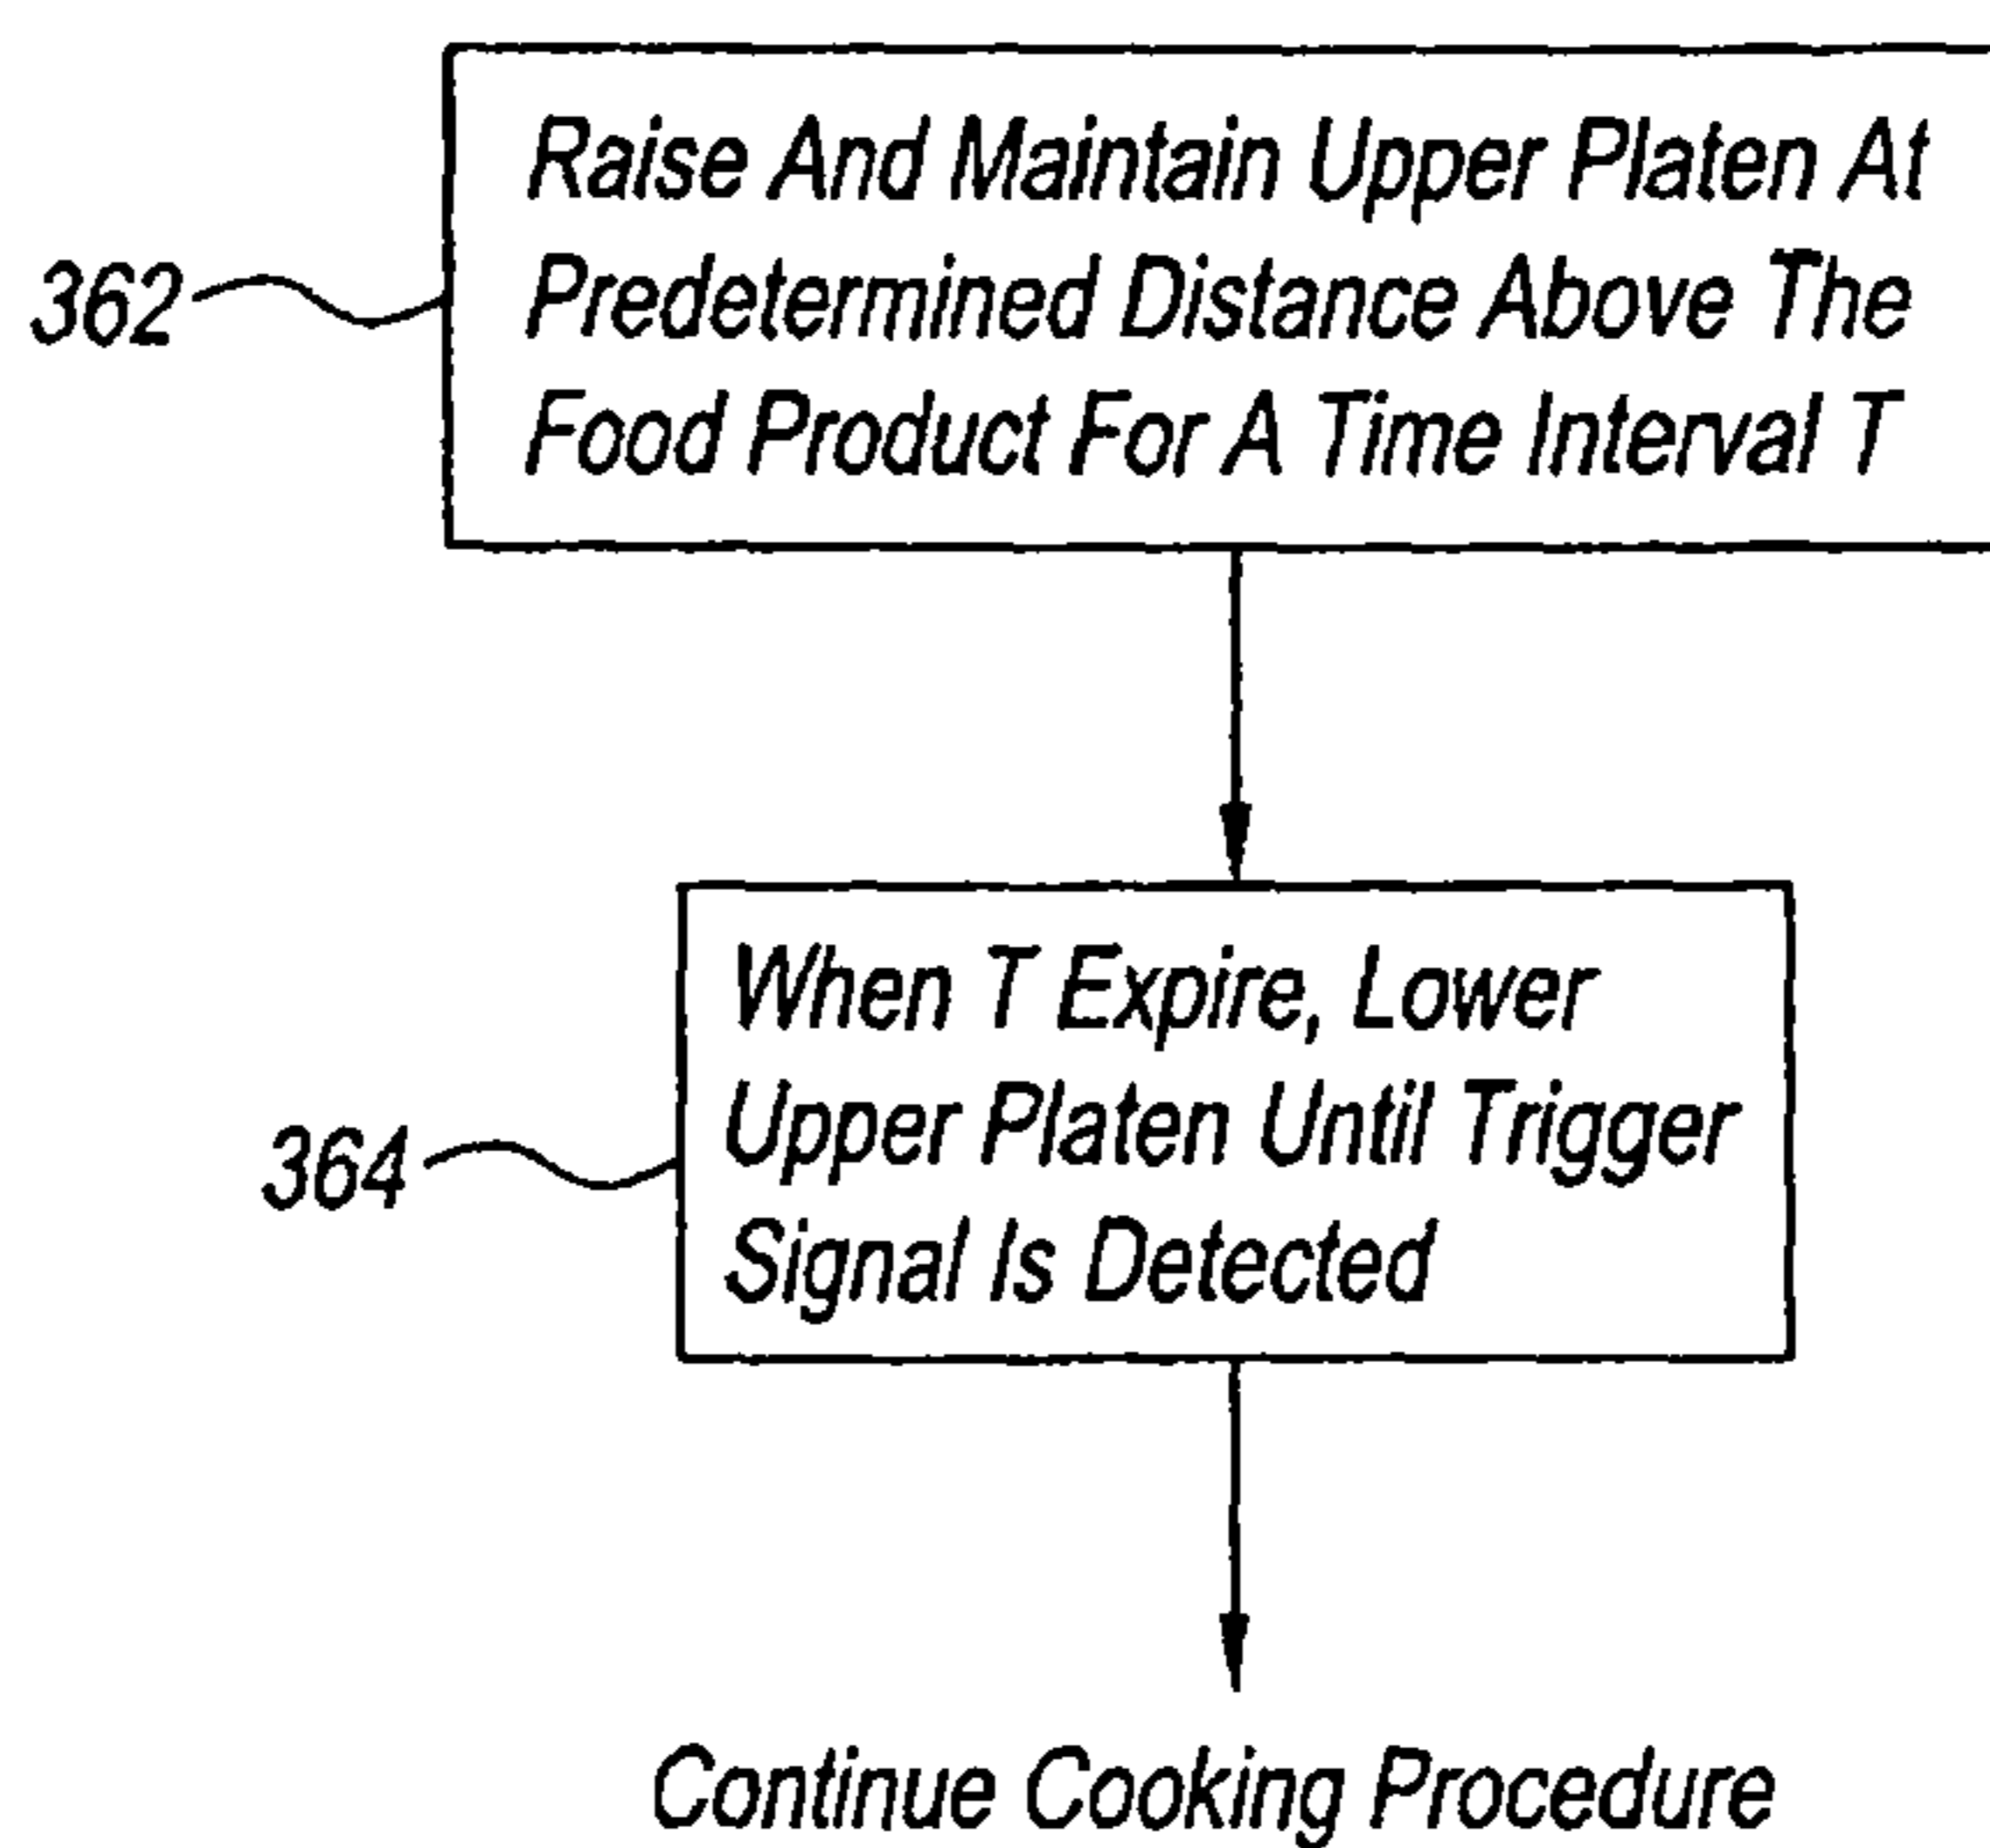 Raise And Maintain Upper Platen At
Predetermined Distance Above The
Food Product For A Time Interval T
362
When T Expire, Lower
Upper Platen Until Trigger
Signal Is Detected
364
Continue Cooking Procedure